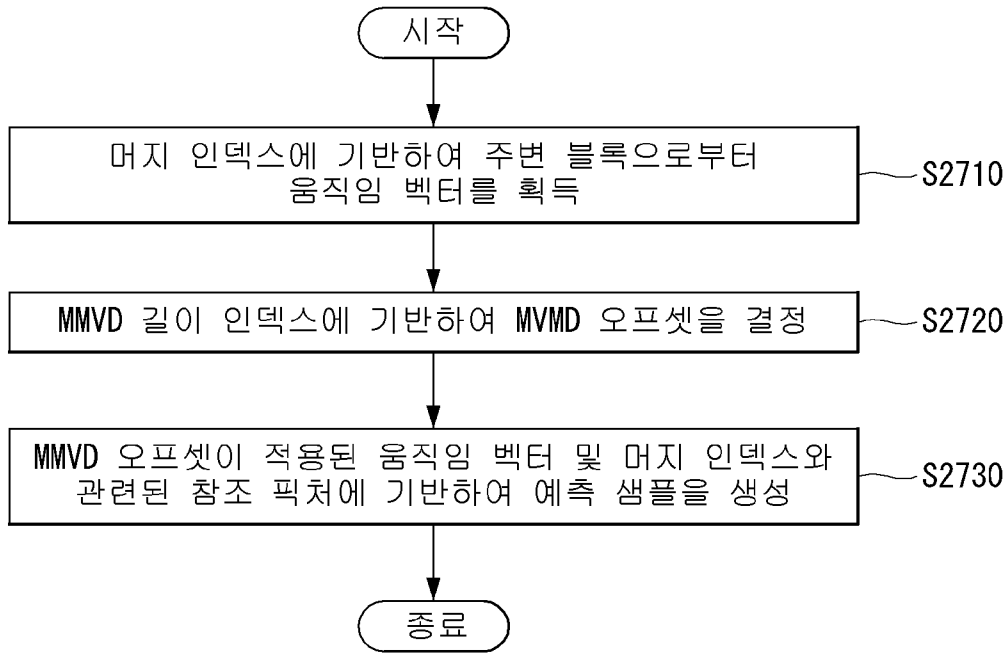 시작
머지 인덱스에 기반하여 주변 블록으로부터
움직임 벡터를 획득
S2710
MMVD 길이 인덱스에 기반하여 MVMD 오프셋을 결정
S2720
MMVD 오프셋이 적용된 움직임 벡터 및 머지 인덱스와
관련된 참조 픽처에 기반하여 예측 샘플을 생성
S2730
종료